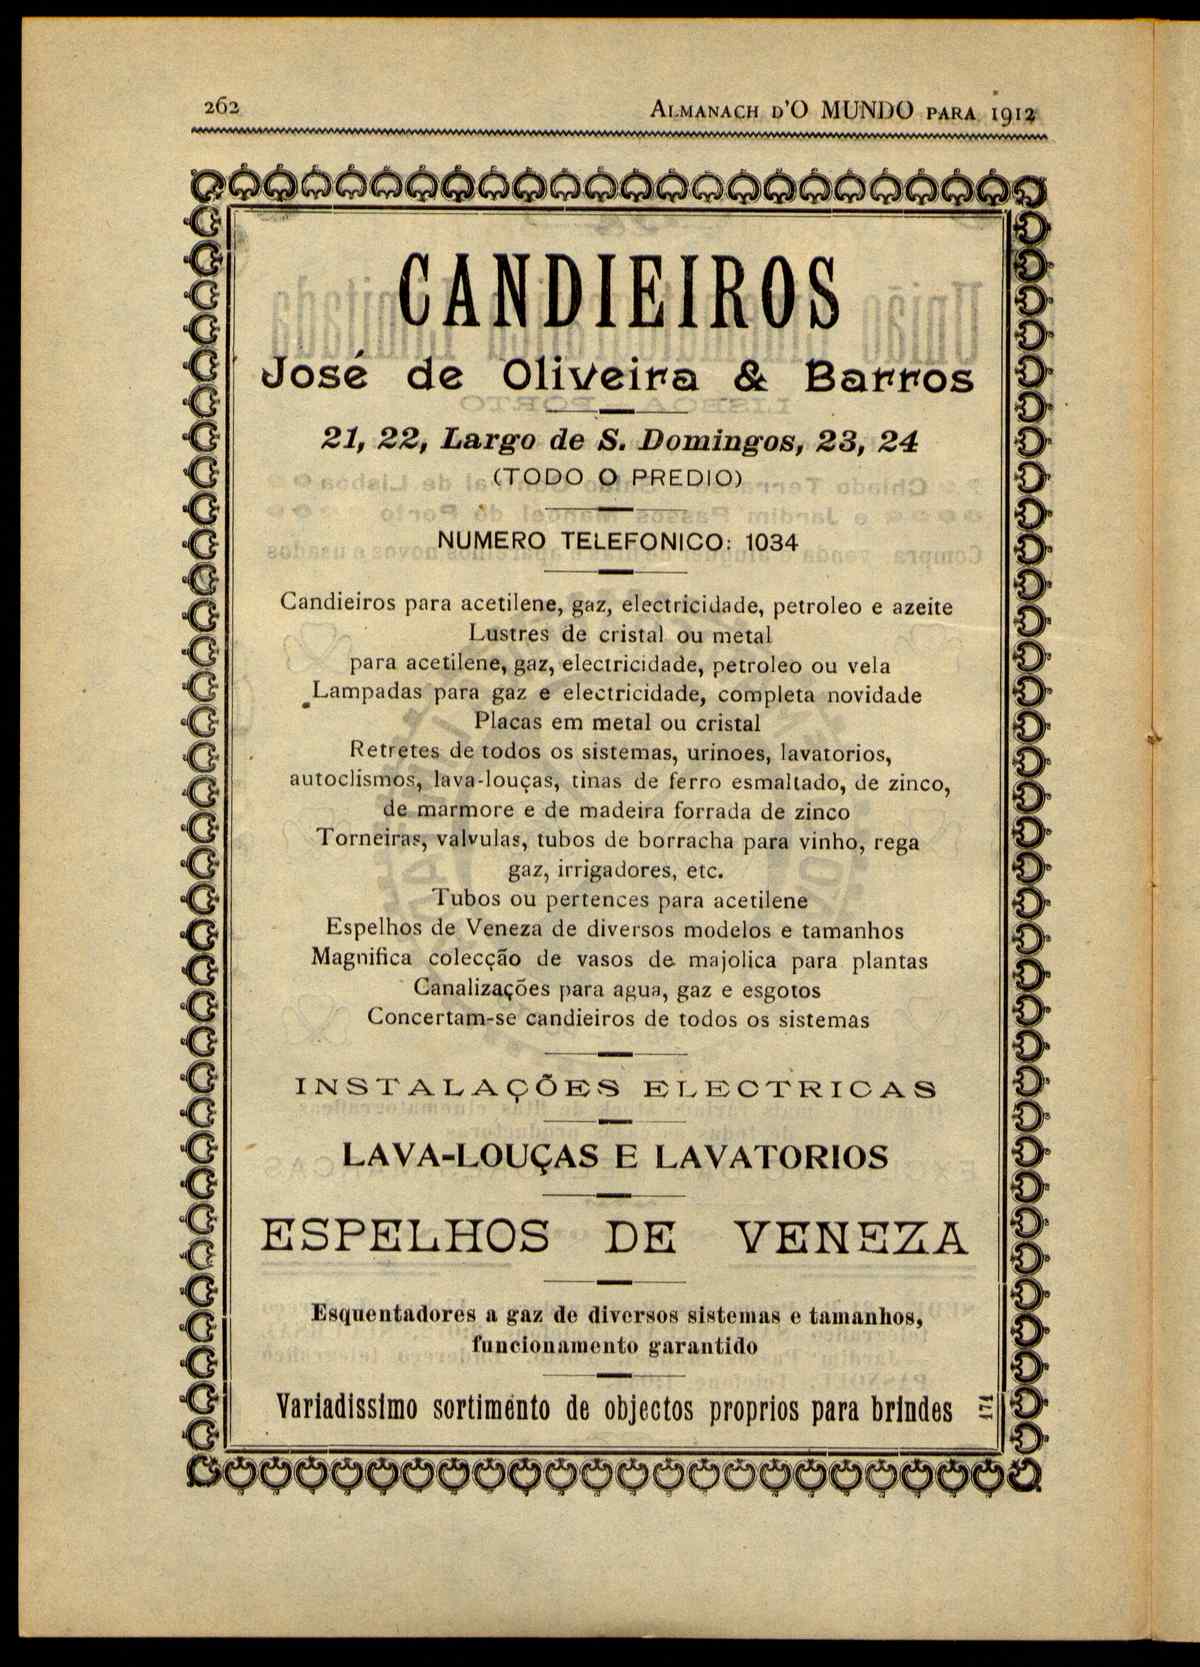 262 ALMANACH D'O MUNDO PARA 1912
CANDIEIROS
José de Oliveira & Barros
21, 22, Largo de S. Domingos, 23, 24
(TODO O PREDIO)
NUMERO TELEFONICO: 1034
Candieiros para acetilene, gaz, electricidade, petroleo e azeite
Lustres de cristal ou metal
para acetilene, gaz, electricidade, petroleo ou vela
Lampadas para gaz e electricidade, completa novidade
Placas em metal ou cristal
Retretes de todos os sistemas, urinoes, lavatorios,
autoclismos, lava-louças, tinas de ferro esmaltado, de zinco,
de marmore e de madeira forrada de zinco
Torneiras, valvulas, tubos de borracha para vinho, rega
gaz, irrigadores, etc.
Tubos ou pertences para acetilene
Espelhos de Veneza de diversos modelos e tamanhos
Magnifica colecção de vasos de majolica para plantas
Canalizações para agua, gaz e esgotos
Concertam-se candieiros de todos os sistemas
INSTALAÇÕES ELECTRICAS
LAVA-LOUÇAS E LAVATORIOS
ESPELHOS DE VENEZA
Esquentadores a gaz de diversos sistemas e tamanhos,
funcionamento garantido
Variadissimo sortimento de objectos proprios para brindes
171